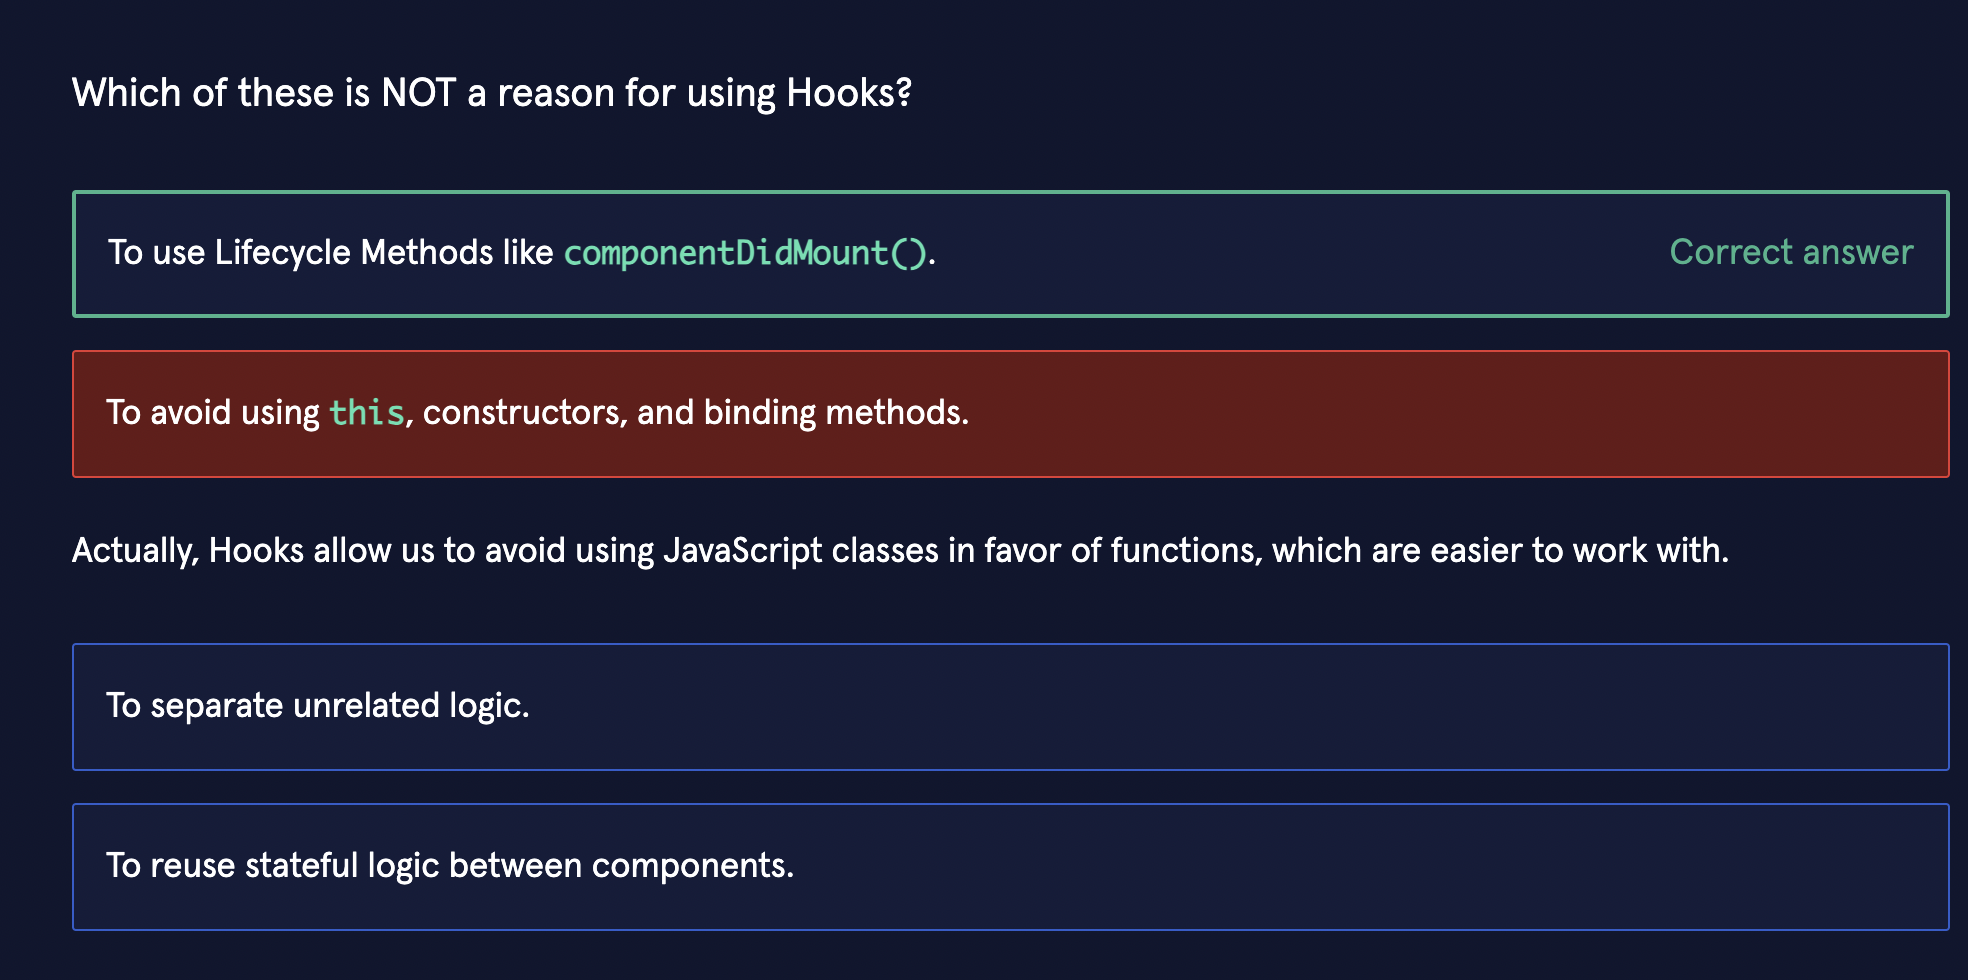 Which of these is NOT a reason for using Hooks?
To use Lifecycle Methods like componentDidMount().
Correct answer
To avoid using this, constructors, and binding methods.
Actually, Hooks allow us to avoid using JavaScript classes in favor of functions, which are easier to work with.
To separate unrelated logic.
To reuse stateful logic between components.